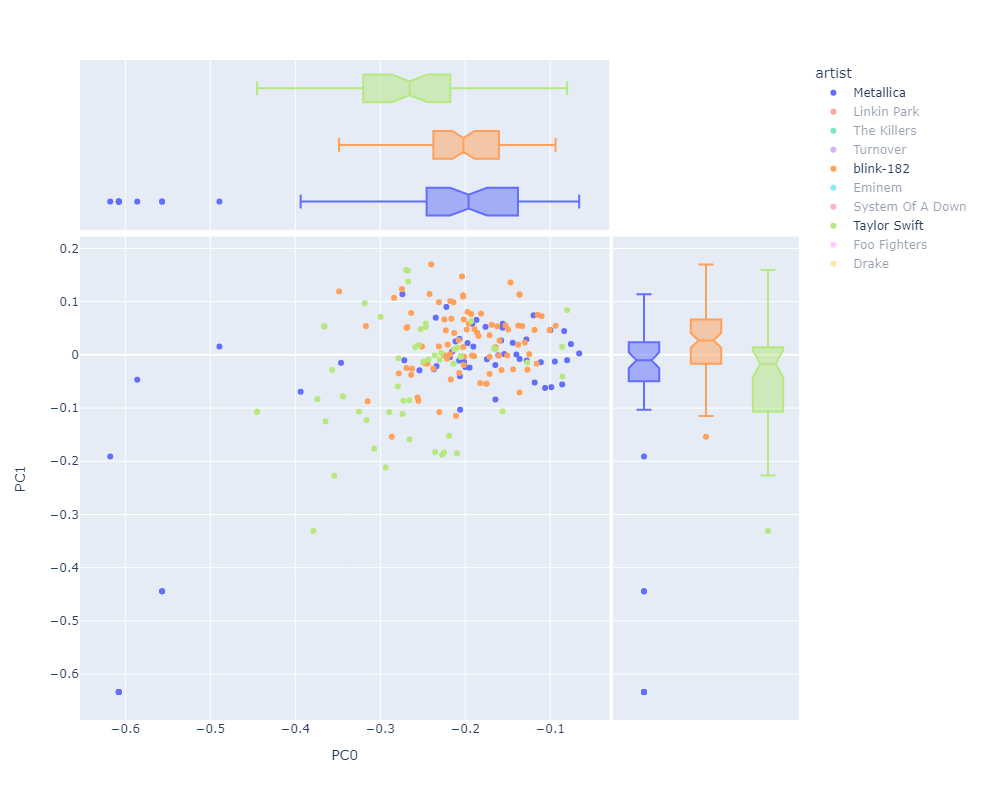 artist
Metallica
Linkin Park
The Killers
Turnover
blink-182
Eminem
System Of A Down
Taylor Swift
Foo Fighters
Drake
0.2
0.1
0
−0.1
−0.2
−0.3
−0.4
−0.5
−0.6
PC1
−0.6 −0.5 −0.4 −0.3 −0.2 −0.1
PC0